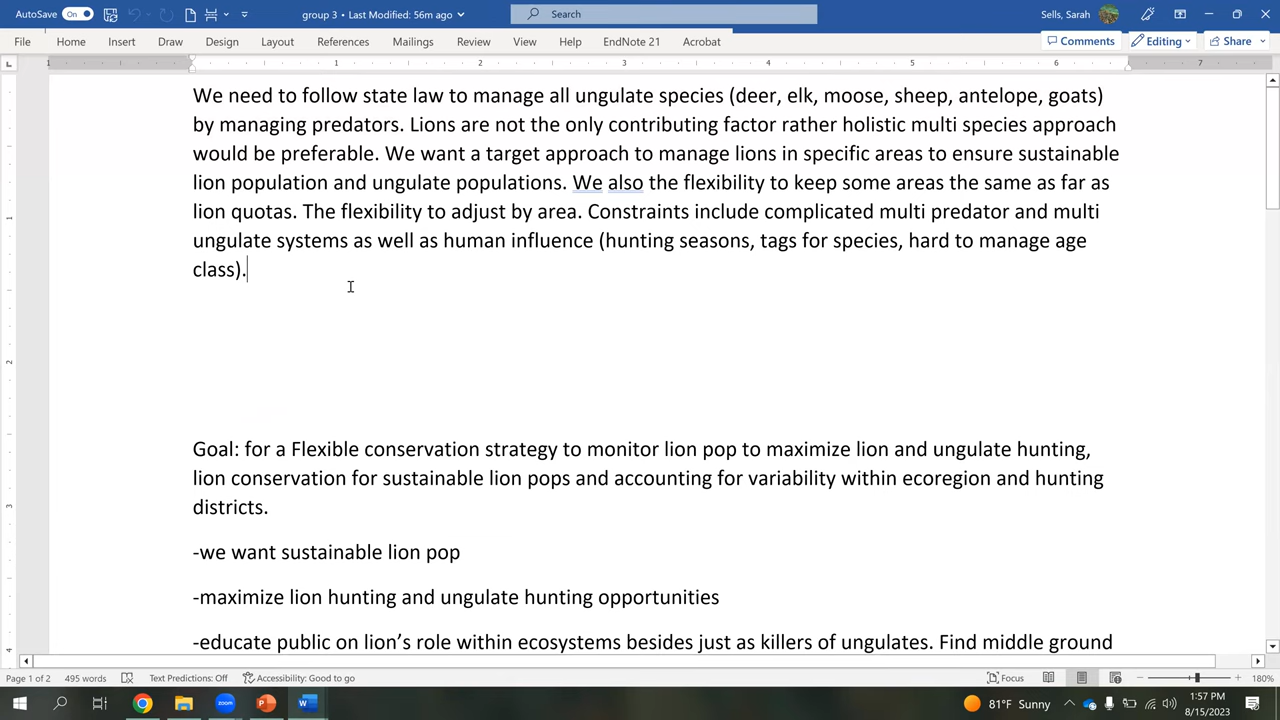 AutoSave On group 3 • Last Modified: 56m ago Search Sells, Sarah
File Home Insert Draw Design Layout References Mailings Review View Help EndNote 21 Acrobat Comments Editing Share
1 1 2 3 4 5 6 7
We need to follow state law to manage all ungulate species (deer, elk, moose, sheep, antelope, goats)
by managing predators. Lions are not the only contributing factor rather holistic multi species approach
would be preferable. We want a target approach to manage lions in specific areas to ensure sustainable
lion population and ungulate populations. We also the flexibility to keep some areas the same as far as
lion quotas. The flexibility to adjust by area. Constraints include complicated multi predator and multi
ungulate systems as well as human influence (hunting seasons, tags for species, hard to manage age
class).
Goal: for a Flexible conservation strategy to monitor lion pop to maximize lion and ungulate hunting,
lion conservation for sustainable lion pops and accounting for variability within ecoregion and hunting
districts.
-we want sustainable lion pop
-maximize lion hunting and ungulate hunting opportunities
-educate public on lion's role within ecosystems besides just as killers of ungulates. Find middle ground
Page 1 of 2 495 words Text Predictions: Off Accessibility: Good to go Focus 180%
zoom 81°F Sunny 1:57 PM
8/15/2023